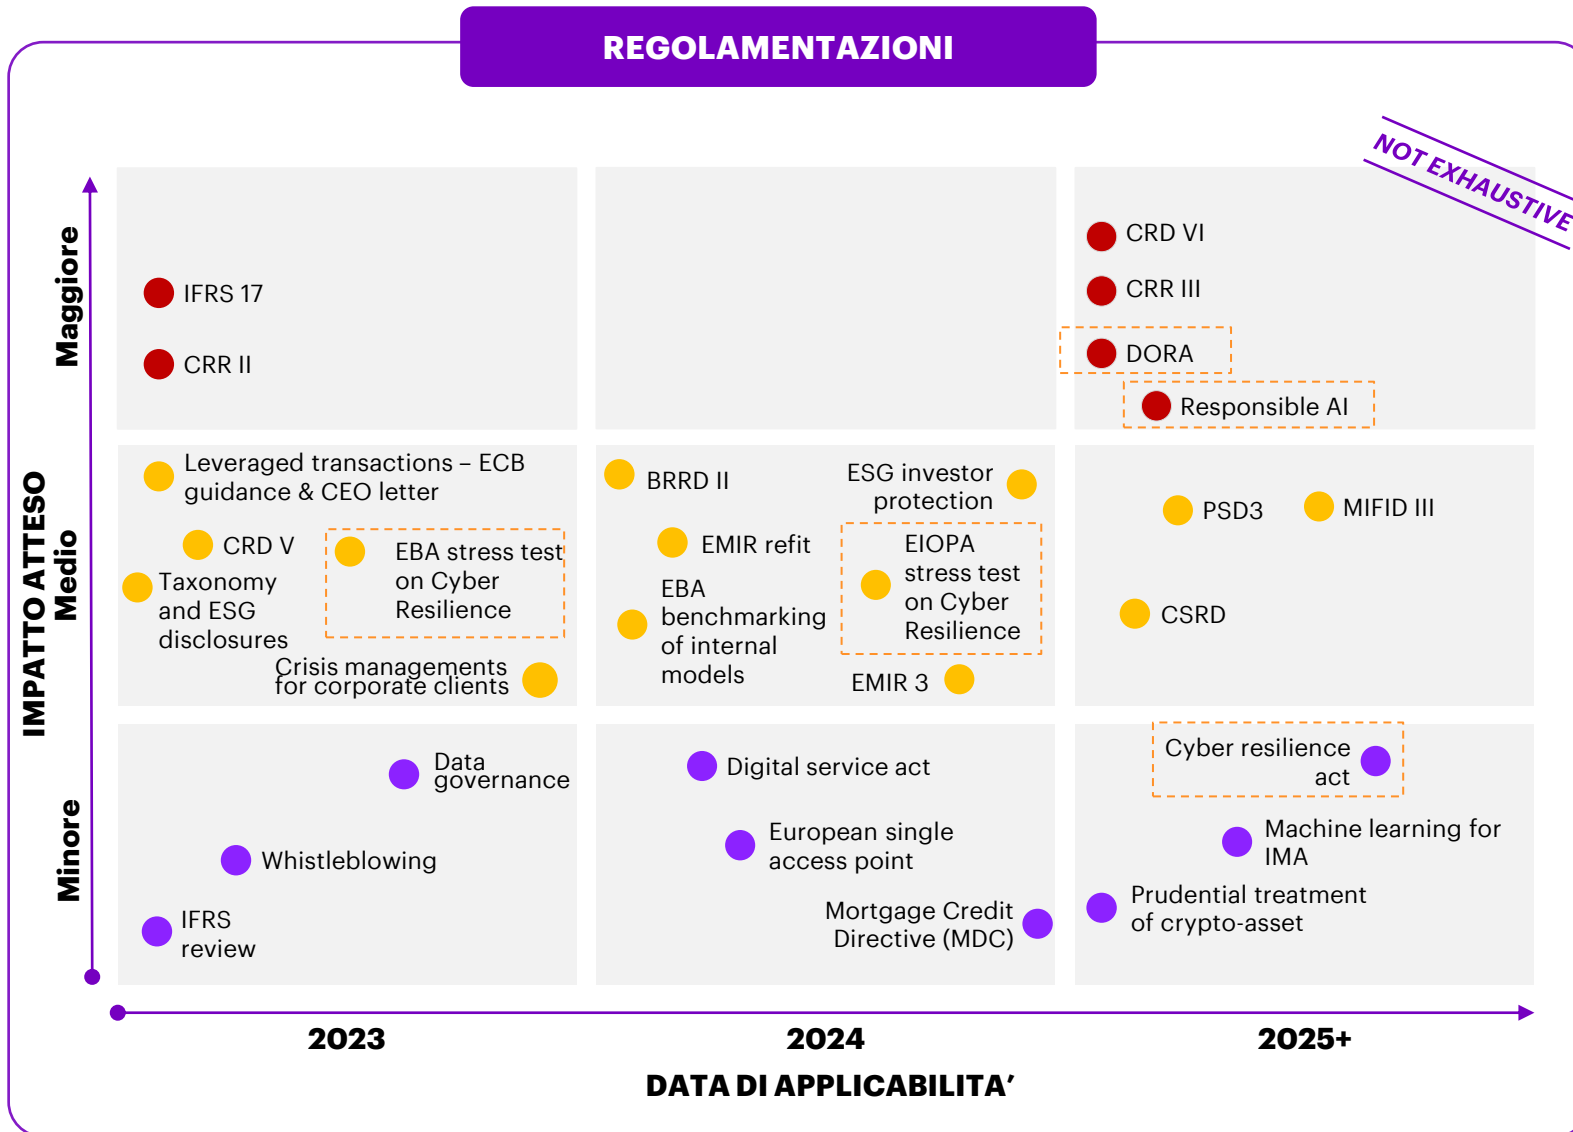 REGOLAMENTAZIONI
NOT EXHAUSTIVE
IMPATTO ATTESO
Maggiore
IFRS 17
CRR II
CRD VI
CRR III
DORA
Responsible AI
Medio
Leveraged transactions – ECB
guidance & CEO letter
CRD V
EBA stress test
on Cyber
Resilience
Taxonomy
and ESG
disclosures
Crisis managements
for corporate clients
BRRD II
ESG investor
protection
EMIR refit
EIOPA
stress test
on Cyber
Resilience
EBA
benchmarking
of internal
models
EMIR 3
PSD3
MIFID III
CSRD
Minore
Data
governance
Whistleblowing
IFRS
review
Digital service act
European single
access point
Mortgage Credit
Directive (MDC)
Cyber resilience
act
Machine learning for
IMA
Prudential treatment
of crypto-asset
2023
2024
2025+
DATA DI APPLICABILITA’